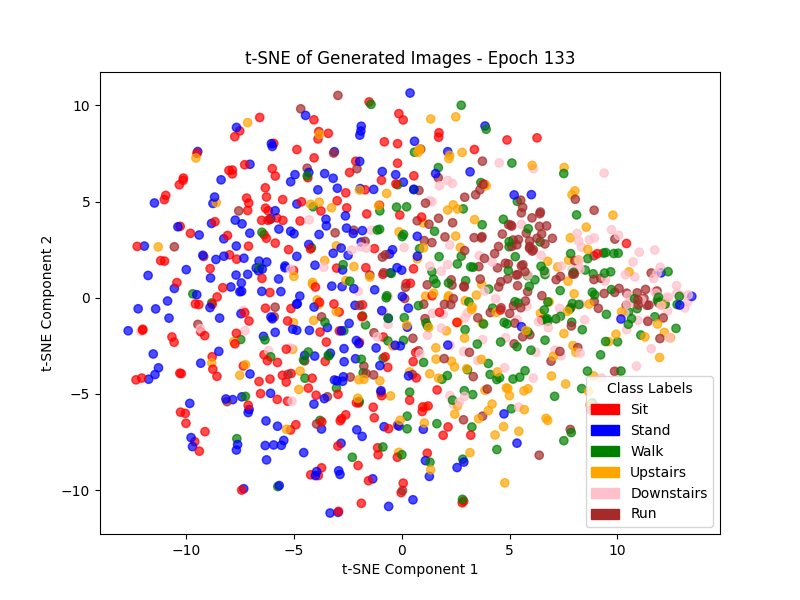 t-SNE of Generated Images - Epoch 133
t-SNE Component 2
10
5
0
−5
−10
−10
−5
0
5
10
t-SNE Component 1
Class Labels
Sit
Stand
Walk
Upstairs
Downstairs
Run